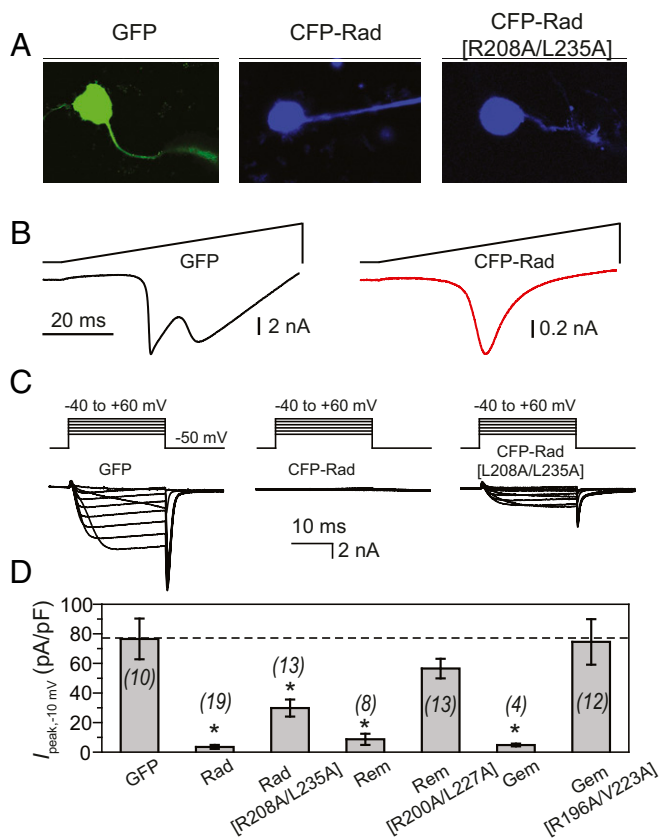 A
GFP
CFP-Rad
CFP-Rad
[R208A/L235A]
B
GFP
20 ms
2 nA
CFP-Rad
0.2 nA
C
-40 to +60 mV
-50 mV
GFP
-40 to +60 mV
CFP-Rad
-40 to +60 mV
CFP-Rad
[L208A/L235A]
10 ms
2 nA
D
Ipeak,-10 mV (pA/pF)
100
80
60
40
20
0
(10)
(19)
*
(13)
*
(8)
*
(13)
(4)
*
(12)
GFP
Rad
Rad
[R208A/L235A]
Rem
Rem
[R200A/L227A]
Gem
Gem
[R196A/V223A]